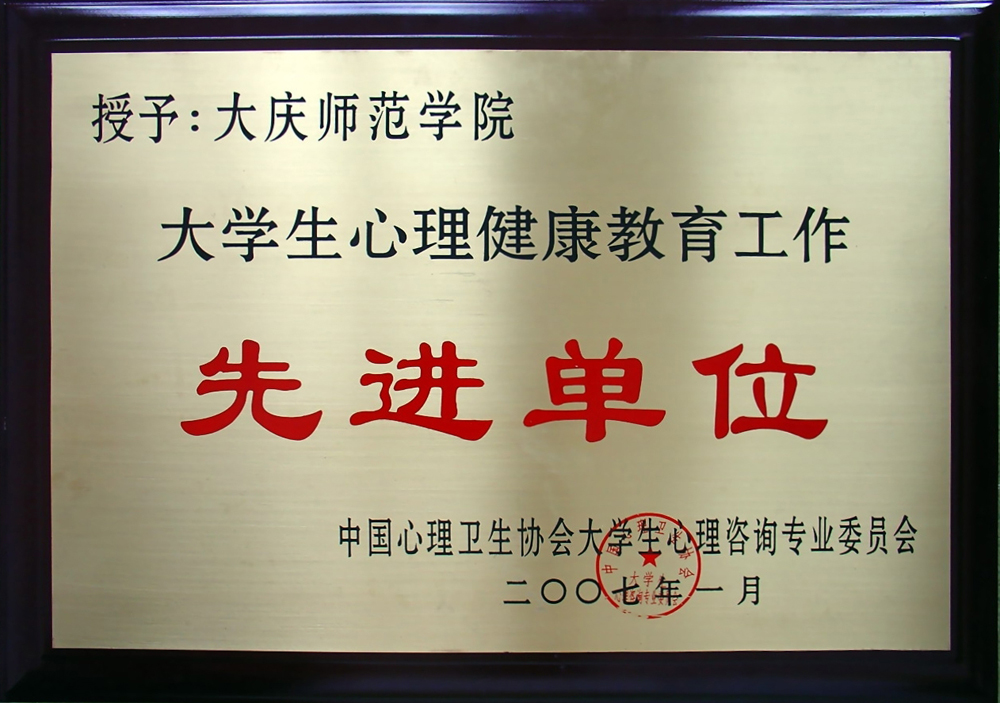 授予：大庆师范学院
大学生心理健康教育工作
先进单位
中国心理卫生协会大学生心理咨询专业委员会
二〇〇七年一月